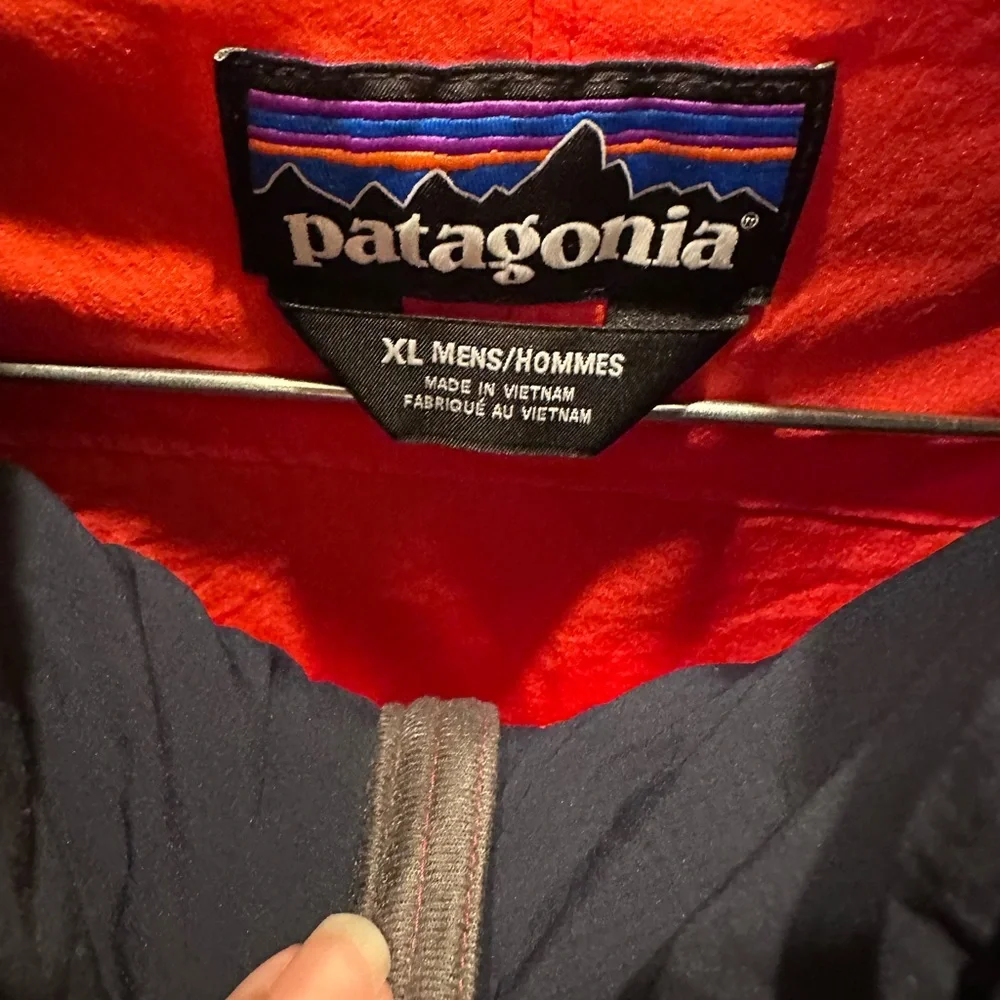 patagonia®
XL MENS/HOMMES
MADE IN VIETNAM
FABRIQUÉ AU VIETNAM